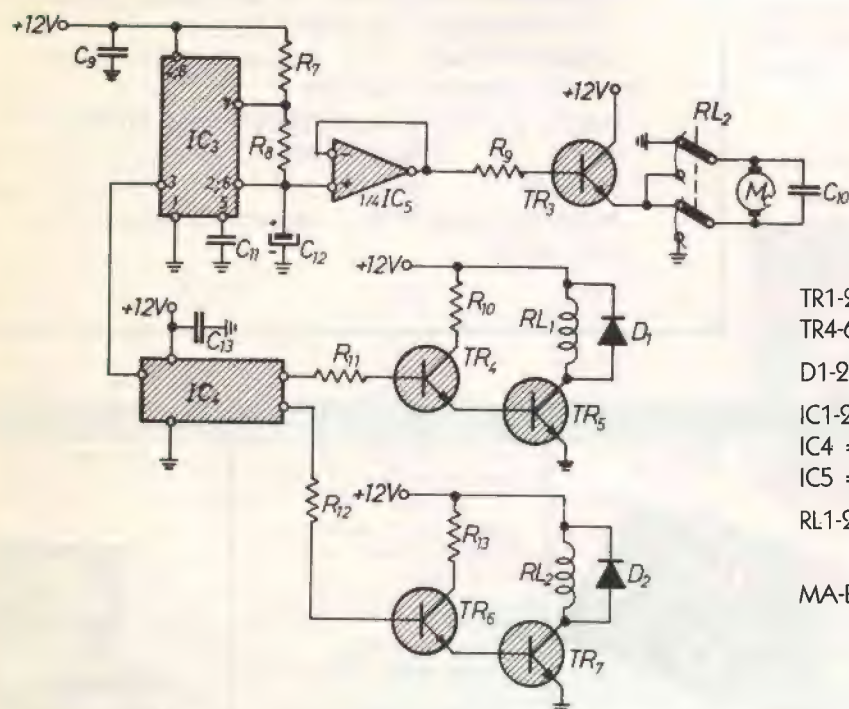 +12V
C9
4;8
R7
7
IC3
R8
3
2;6
1
5
C11
C12
+
-
-
+
1/4 IC5
R9
+12V
TR3
RL2
MC
C10
+12V
C13
IC4
+12V
R10
R11
TR4
RL1
D1
TR5
R12
+12V
R13
RL2
D2
TR6
TR7
TR1-2
TR4-6
D1-2
IC1-2
IC4 =
IC5 =
RL1-2
MA-B